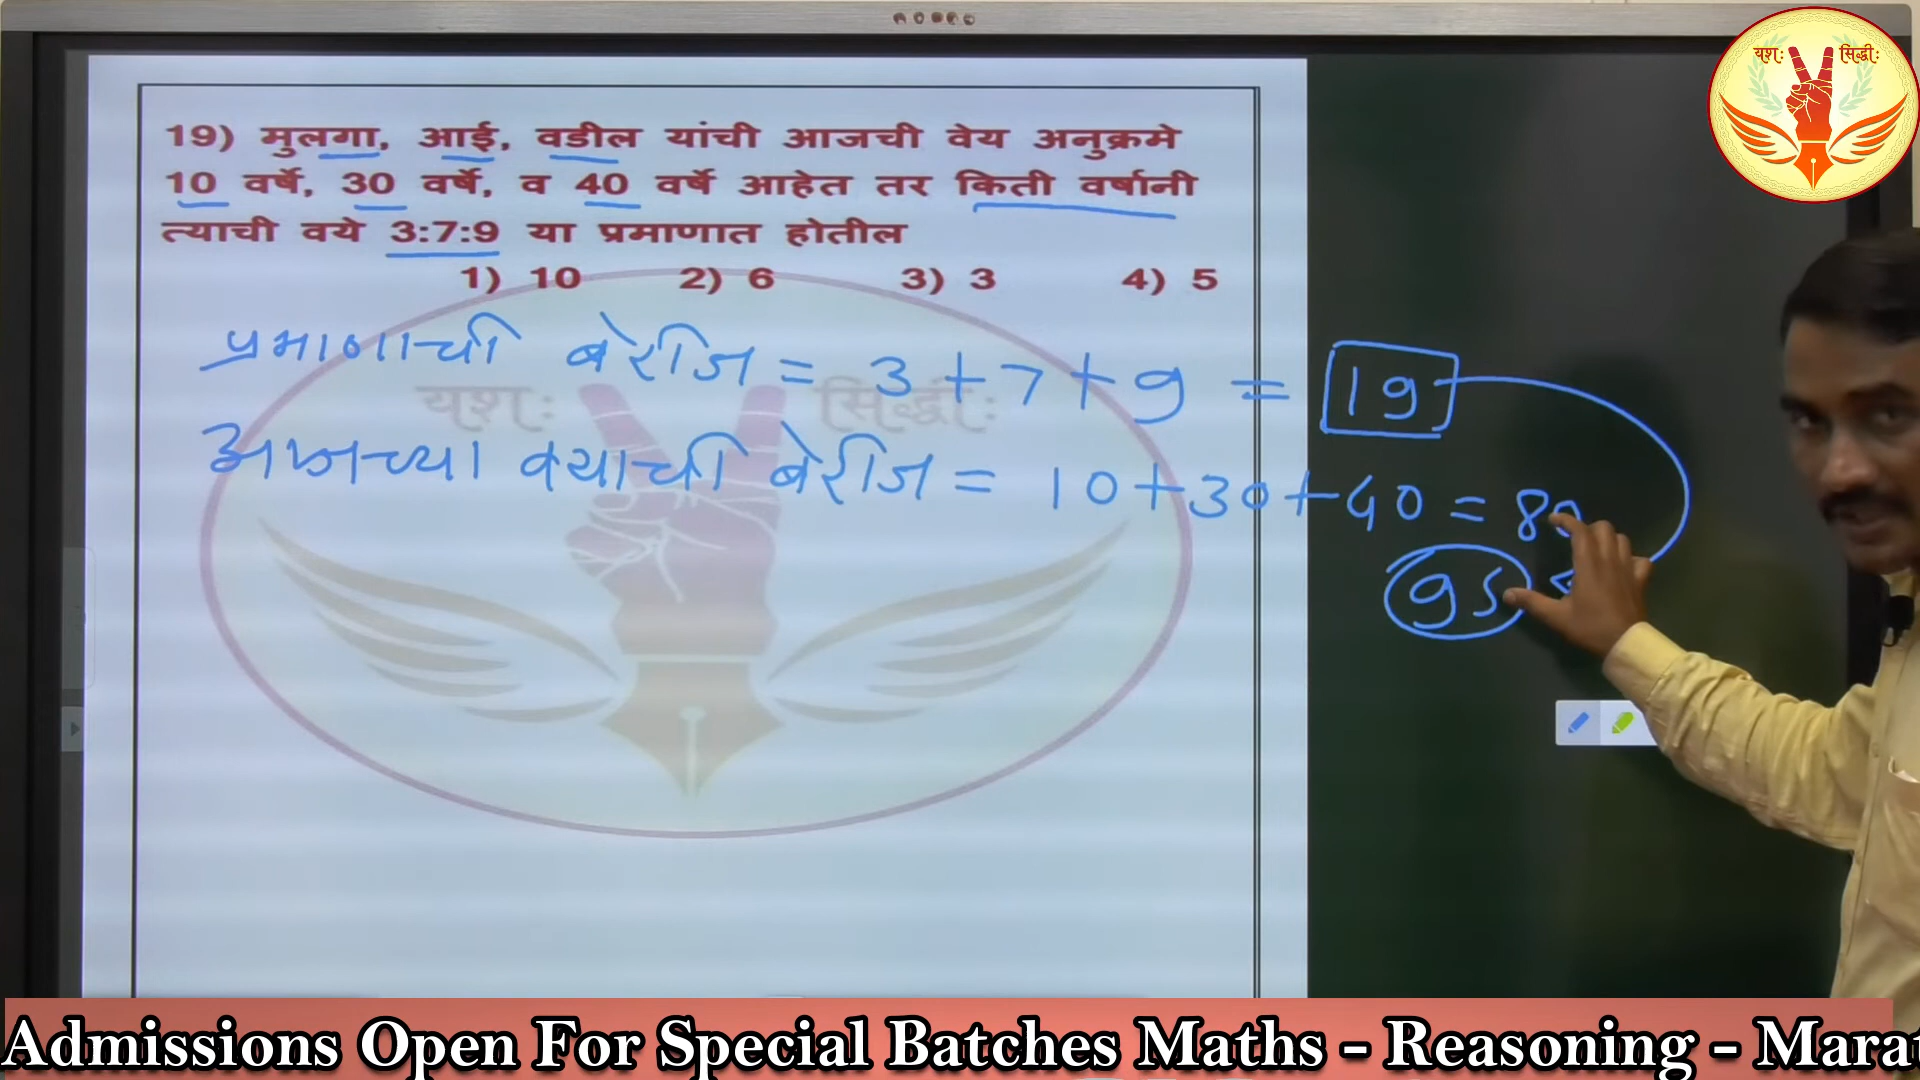 यशः सिद्धीः
19) मुलगा, आई, वडील यांची आजची वेय अनुक्रमे
10 वर्षे, 30 वर्षे, व 40 वर्षे आहेत तर किती वर्षानी
त्याची वये 3:7:9 या प्रमाणात होतील
1) 10 2) 6 3) 3 4) 5
प्रमाणाची बेरीज = 3+7+9 = 19
यशः सिद्धीः
आजच्या वयाची बेरीज = 10+30+40 = 80
95
Admissions Open For Special Batches Maths - Reasoning - Marat